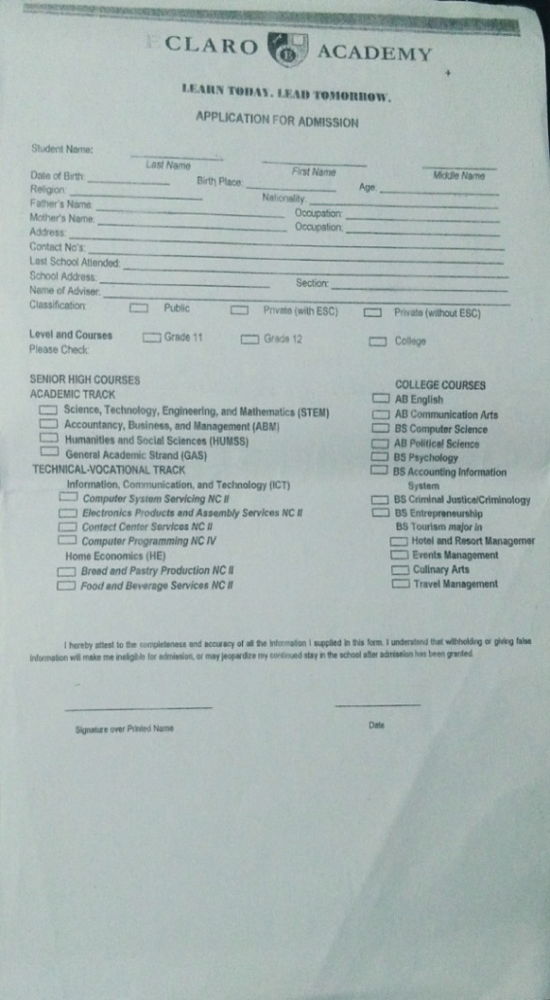 E CLARO ACADEMY
LEARN TODAY. LEAD TOMORROW.
APPLICATION FOR ADMISSION
Student Name:
Last Name First Name Middle Name
Date of Birth: Birth Place: Age:
Religion: Nationality:
Father's Name: Occupation:
Mother's Name: Occupation:
Address:
Contact No's:
Last School Attended:
School Address: Section:
Name of Adviser:
Classification: Public Private (with ESC) Private (without ESC)
Level and Courses Grade 11 Grade 12 College
Please Check:
SENIOR HIGH COURSES
ACADEMIC TRACK
Science, Technology, Engineering, and Mathematics (STEM)
Accountancy, Business, and Management (ABM)
Humanities and Social Sciences (HUMSS)
General Academic Strand (GAS)
TECHNICAL-VOCATIONAL TRACK
Information, Communication, and Technology (ICT)
Computer System Servicing NC II
Electronics Products and Assembly Services NC II
Contact Center Services NC II
Computer Programming NC IV
Home Economics (HE)
Bread and Pastry Production NC II
Food and Beverage Services NC II
COLLEGE COURSES
AB English
AB Communication Arts
BS Computer Science
AB Political Science
BS Psychology
BS Accounting Information
System
BS Criminal Justice/Criminology
BS Entrepreneurship
BS Tourism major in
Hotel and Resort Managemer
Events Management
Culinary Arts
Travel Management
I hereby attest to the completeness and accuracy of all the information I supplied in this form. I understand that withholding or giving false
information will make me ineligible for admission, or may jeopardize my continued stay in the school after admission has been granted.
Signature over Printed Name Date